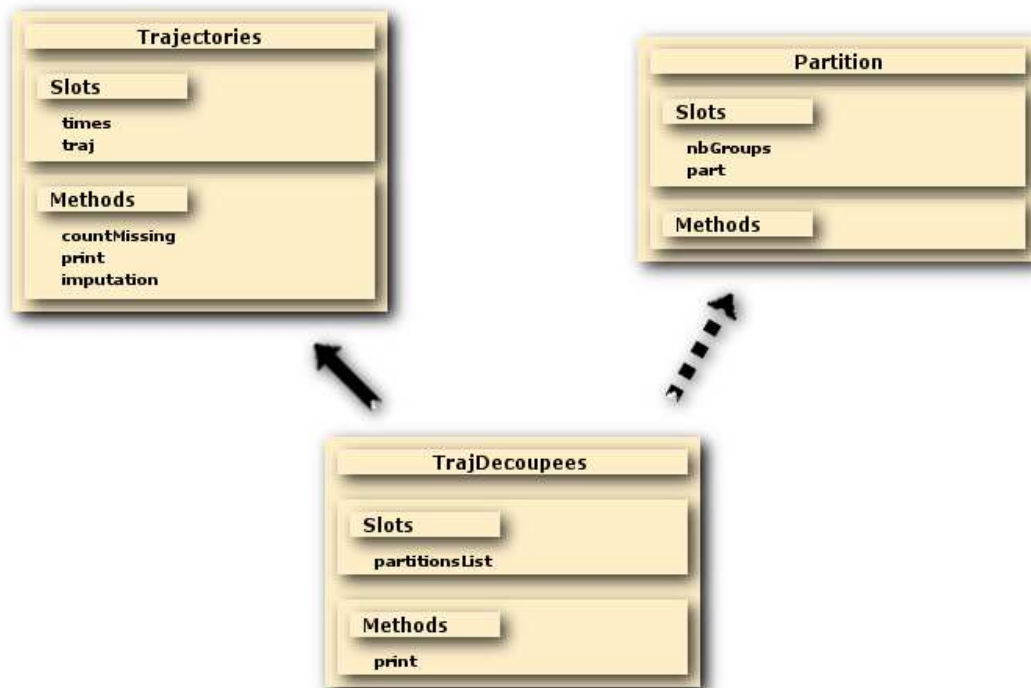 Trajectories
Slots
times
traj
Methods
countMissing
print
imputation
Partition
Slots
nbGroups
part
Methods
TrajDecoupees
Slots
partitionsList
Methods
print